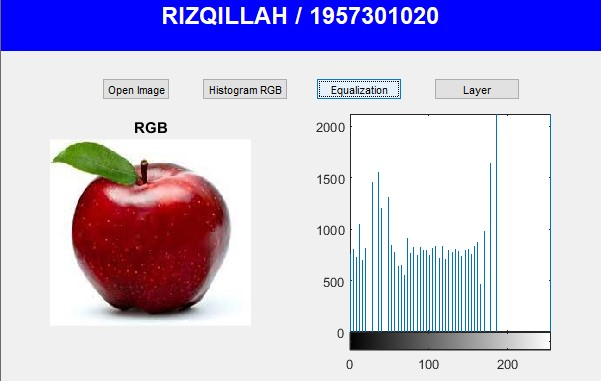 RIZQILLAH / 1957301020
Open Image
Histogram RGB
Equalization
Layer
RGB
2000
1500
1000
500
0
0
100
200